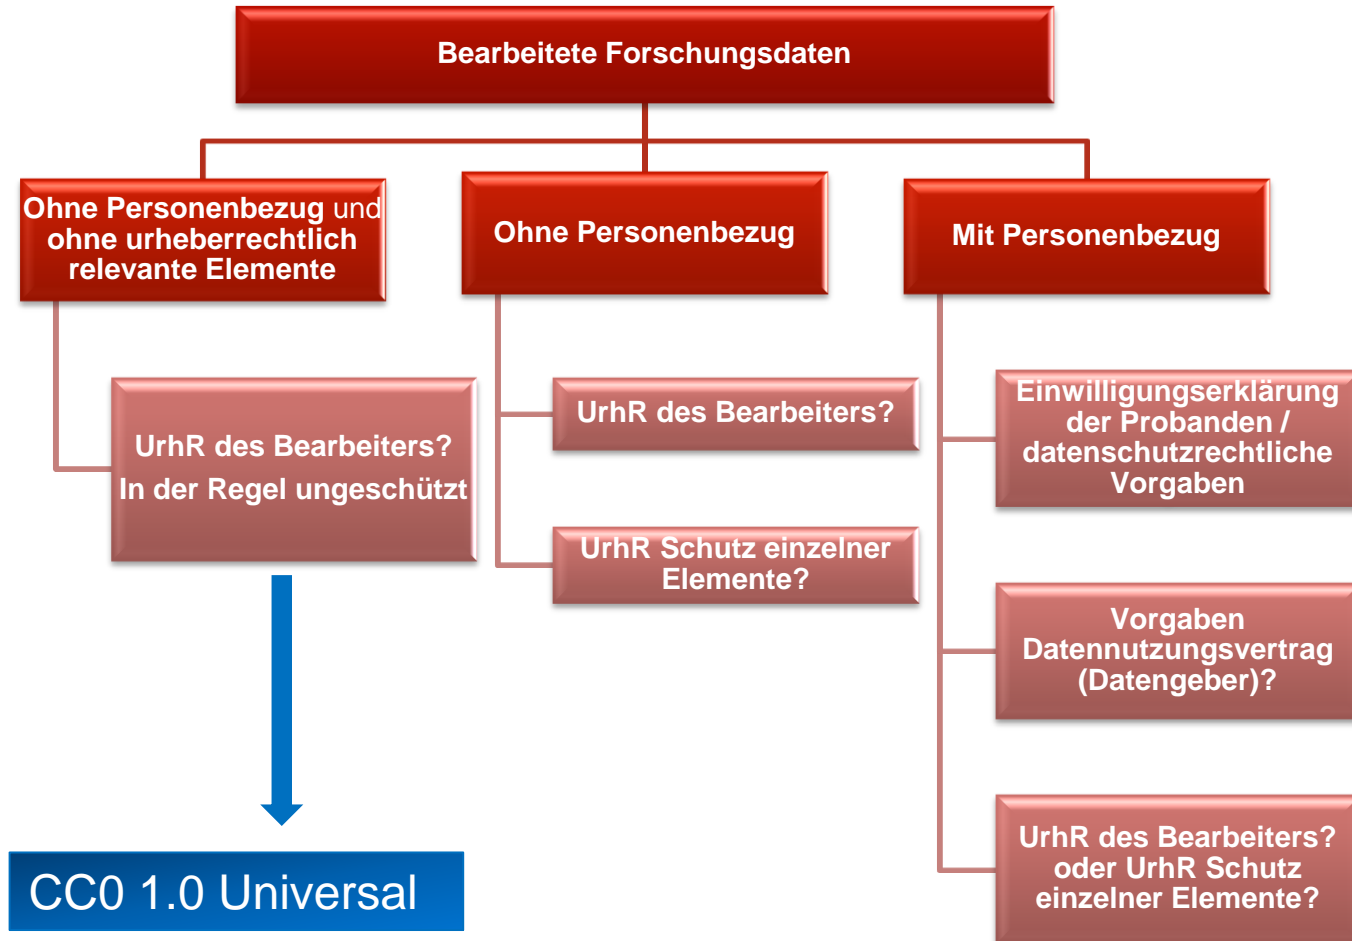 Bearbeitete Forschungsdaten
Ohne Personenbezug und
ohne urheberrechtlich
relevante Elemente
Ohne Personenbezug
Mit Personenbezug
UrhR des Bearbeiters?
In der Regel ungeschützt
UrhR des Bearbeiters?
UrhR Schutz einzelner
Elemente?
Einwilligungserklärung
der Probanden /
datenschutzrechtliche
Vorgaben
Vorgaben
Datennutzungsvertrag
(Datengeber)?
UrhR des Bearbeiters?
oder UrhR Schutz
einzelner Elemente?
CC0 1.0 Universal